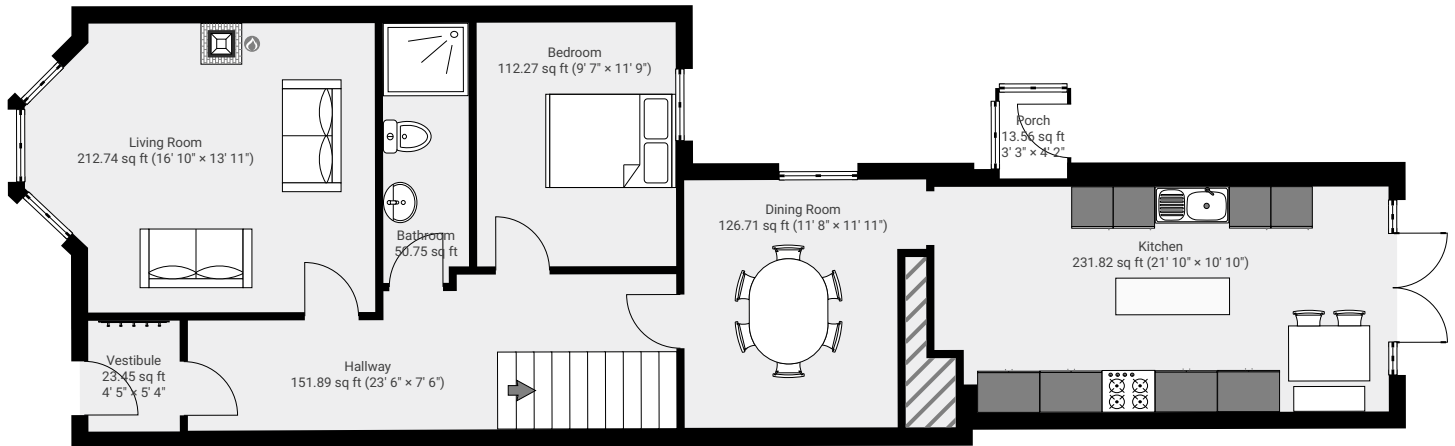 Living Room
212.74 sq ft (16' 10" × 13' 11")
Bathroom
50.75 sq ft
Bedroom
112.27 sq ft (9' 7" × 11' 9")
Vestibule
23.45 sq ft
4' 5" × 5' 4"
Hallway
151.89 sq ft (23' 6" × 7' 6")
Dining Room
126.71 sq ft (11' 8" × 11' 11")
Porch
13.56 sq ft
3' 3" × 4' 2"
Kitchen
231.82 sq ft (21' 10" × 10' 10")